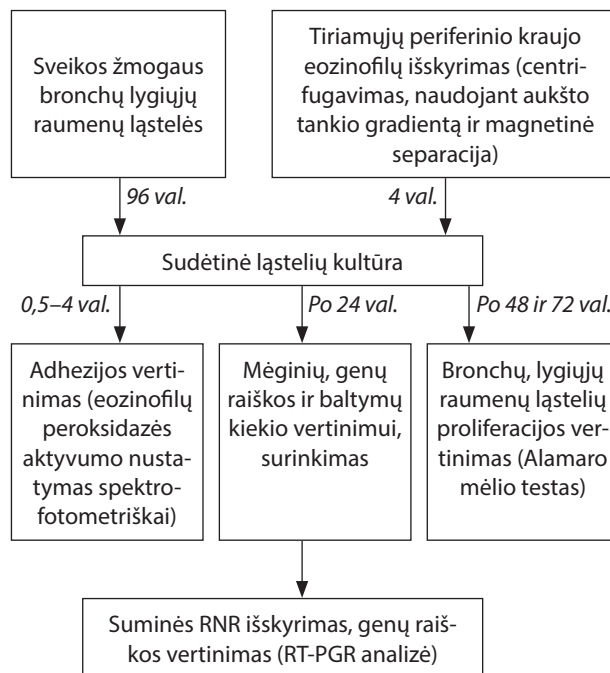 Sveikos žmogaus
bronchų lygiųjų
raumenų ląstelės
Tiriamųjų periferinio kraujo
eozinofilų išskyrimas (centri-
fugavimas, naudojant aukšto
tankio gradientą ir magnetinė
separacija)
96 val.
4 val.
Sudėtinė ląstelių kultūra
0,5–4 val.
Po 24 val.
Po 48 ir 72 val.
Adhezijos verti-
nimas (eozinofilų
peroksidazės
aktyvumo nusta-
tymas spektro-
fotometriškai)
Mėginių, genų
raiškos ir baltymų
kiekio vertinimui,
surinkimas
Bronchų, lygiųjų
raumenų ląstelių
proliferacijos ver-
tinimas (Alamaro
mėlio testas)
Suminės RNR išskyrimas, genų raiš-
kos vertinimas (RT-PGR analizė)